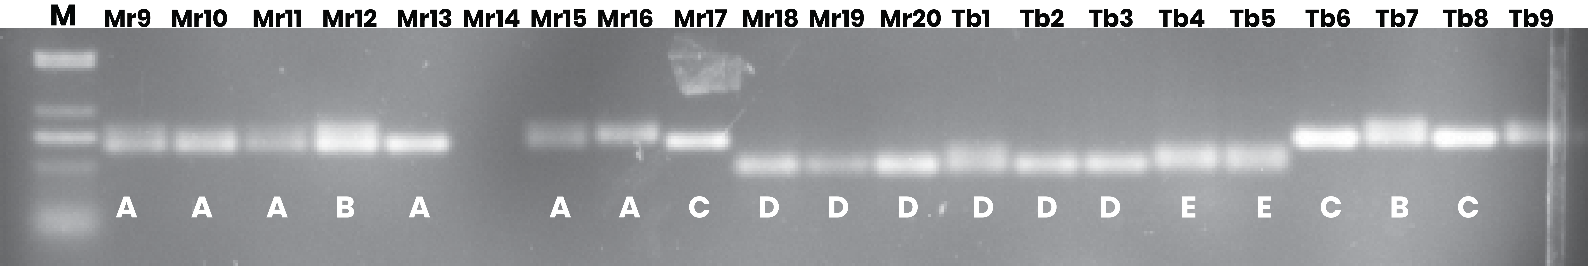 M Mr9 Mr10 Mr11 Mr12 Mr13 Mr14 Mr15 Mr16 Mr17 Mr18 Mr19 Mr20 Tb1 Tb2 Tb3 Tb4 Tb5 Tb6 Tb7 Tb8 Tb9
A A A B A A A C D D D D D D E E C B C